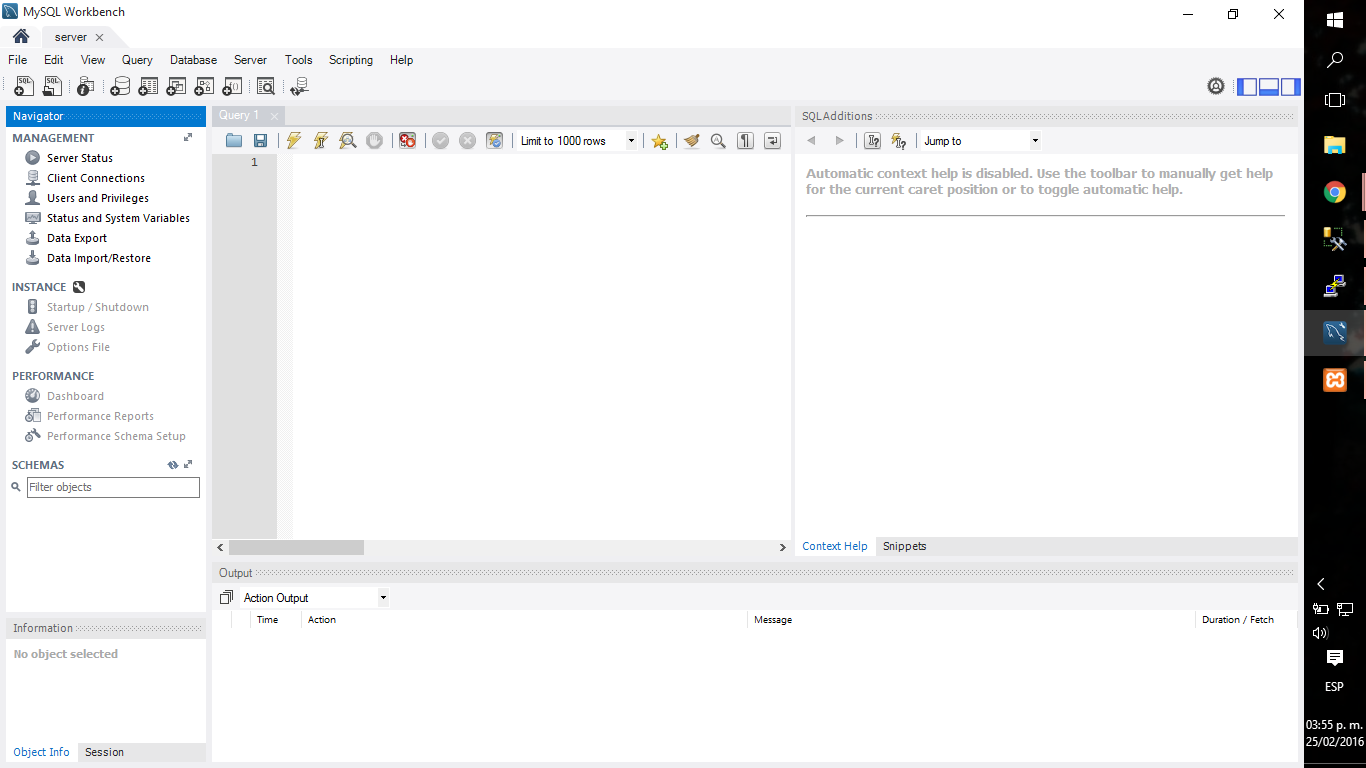 MySQL Workbench
server
File Edit View Query Database Server Tools Scripting Help
Navigator
MANAGEMENT
Server Status
Client Connections
Users and Privileges
Status and System Variables
Data Export
Data Import/Restore
INSTANCE
Startup / Shutdown
Server Logs
Options File
PERFORMANCE
Dashboard
Performance Reports
Performance Schema Setup
SCHEMAS
Filter objects
Information
No object selected
Object Info Session
Query 1
Limit to 1000 rows
1
SQLAdditions
Jump to
Automatic context help is disabled. Use the toolbar to manually get help
for the current caret position or to toggle automatic help.
Context Help Snippets
Output
Action Output
Time Action Message Duration / Fetch
ESP
03:55 p. m.
25/02/2016